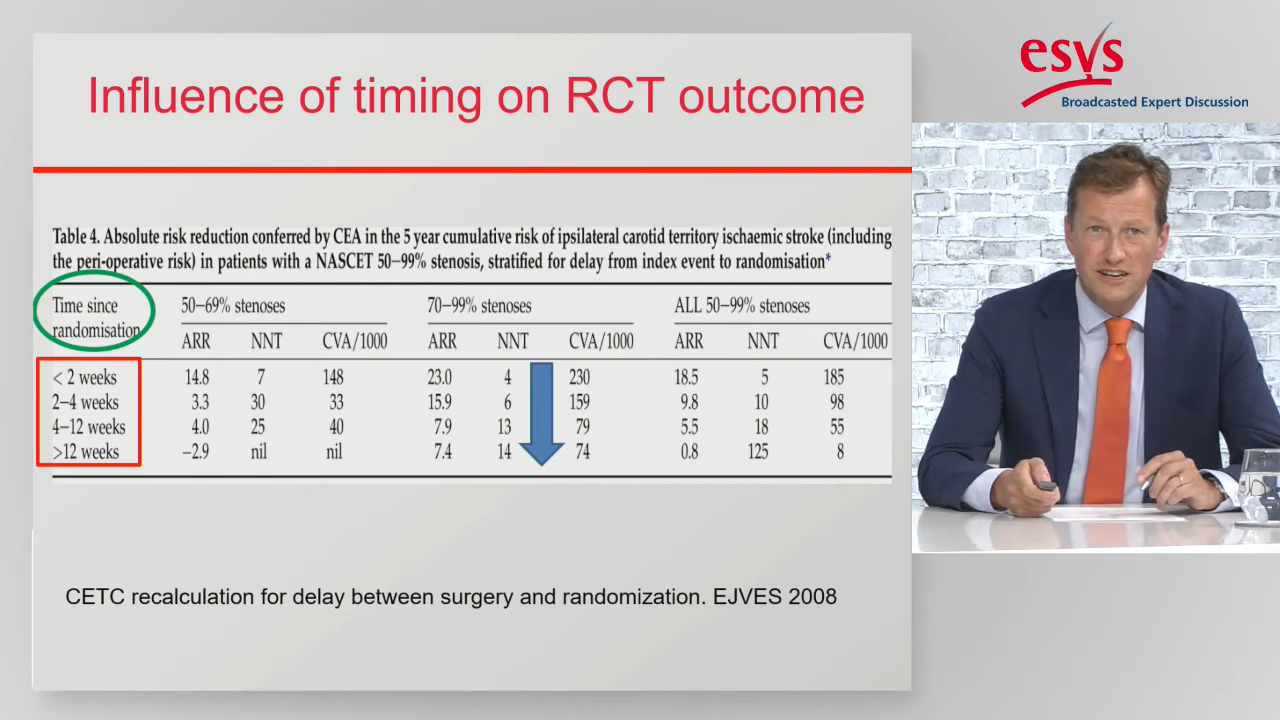 Influence of timing on RCT outcome
esvs
Broadcasted Expert Discussion
Table 4. Absolute risk reduction conferred by CEA in the 5 year cumulative risk of ipsilateral carotid territory ischaemic stroke (including
the peri-operative risk) in patients with a NASCET 50–99% stenosis, stratified for delay from index event to randomisation*
Time since randomisation 50–69% stenoses 70–99% stenoses ALL 50–99% stenoses
ARR NNT CVA/1000 ARR NNT CVA/1000 ARR NNT CVA/1000
< 2 weeks 14.8 7 148 23.0 4 230 18.5 5 185
2–4 weeks 3.3 30 33 15.9 6 159 9.8 10 98
4–12 weeks 4.0 25 40 7.9 13 79 5.5 18 55
>12 weeks −2.9 nil nil 7.4 14 74 0.8 125 8
CETC recalculation for delay between surgery and randomization. EJVES 2008